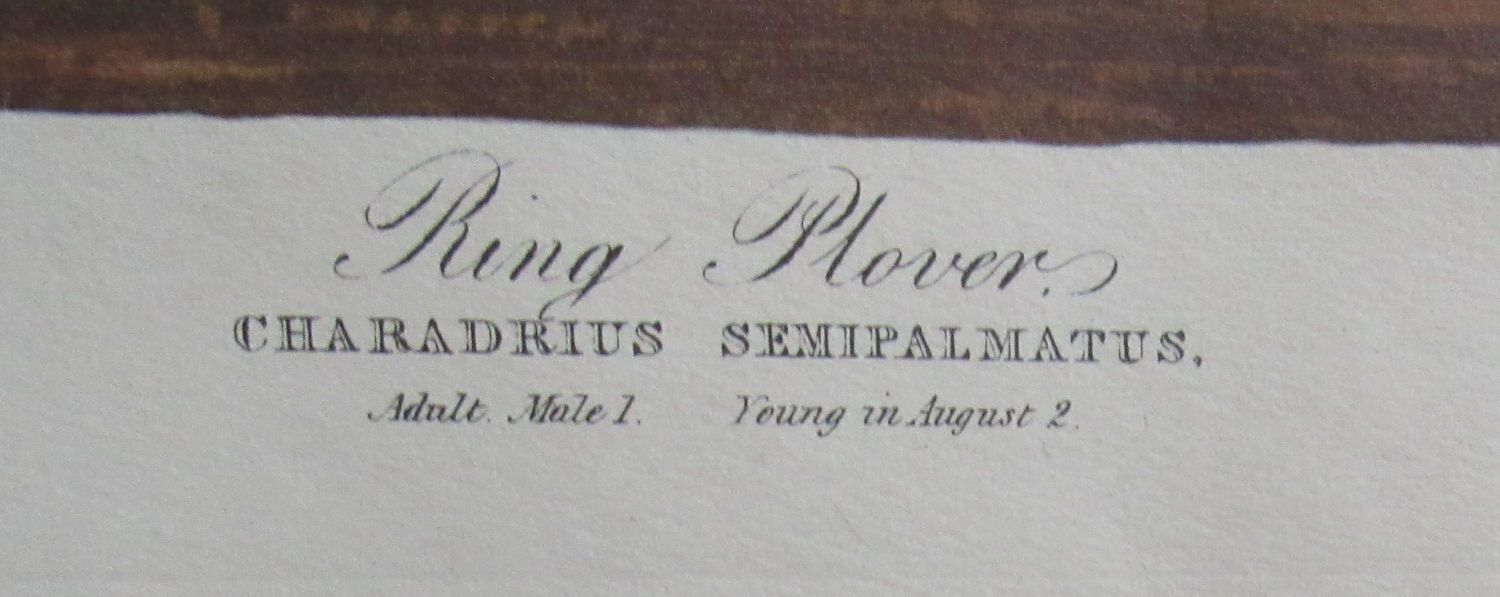 Ring Plover.
CHARADRIUS SEMIPALMATUS,
Adult. Male 1. Young in August 2.